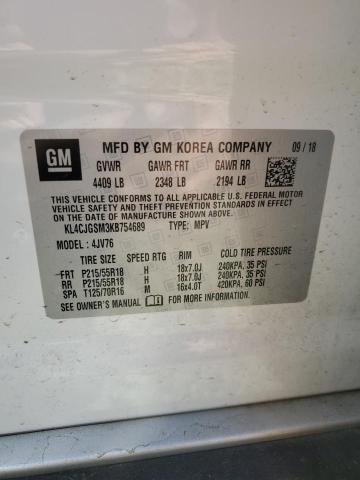 MFD BY GM KOREA COMPANY 09/18
GM
GVWR GAWR FRT GAWR RR
4409 LB 2348 LB 2194 LB
THIS VEHICLE CONFORMS TO ALL APPLICABLE U.S. FEDERAL MOTOR
VEHICLE SAFETY, BUMPER, AND THEFT PREVENTION STANDARDS IN
EFFECT ON THE DATE OF MANUFACTURE SHOWN ABOVE.
KL4CJGSM3KB754689 TYPE: MPV
MODEL: 4JV76
TIRE SIZE SPEED RTG RIM COLD TIRE PRESSURE
FRT P215/55R18 H 18x7.0J 240KPA, 35 PSI
RR P215/55R18 H 18x7.0J 240KPA, 35 PSI
SPA T125/70R16 M 16x4.0T 420KPA, 60 PSI
SEE OWNER'S MANUAL FOR ADDITIONAL INFORMATION.